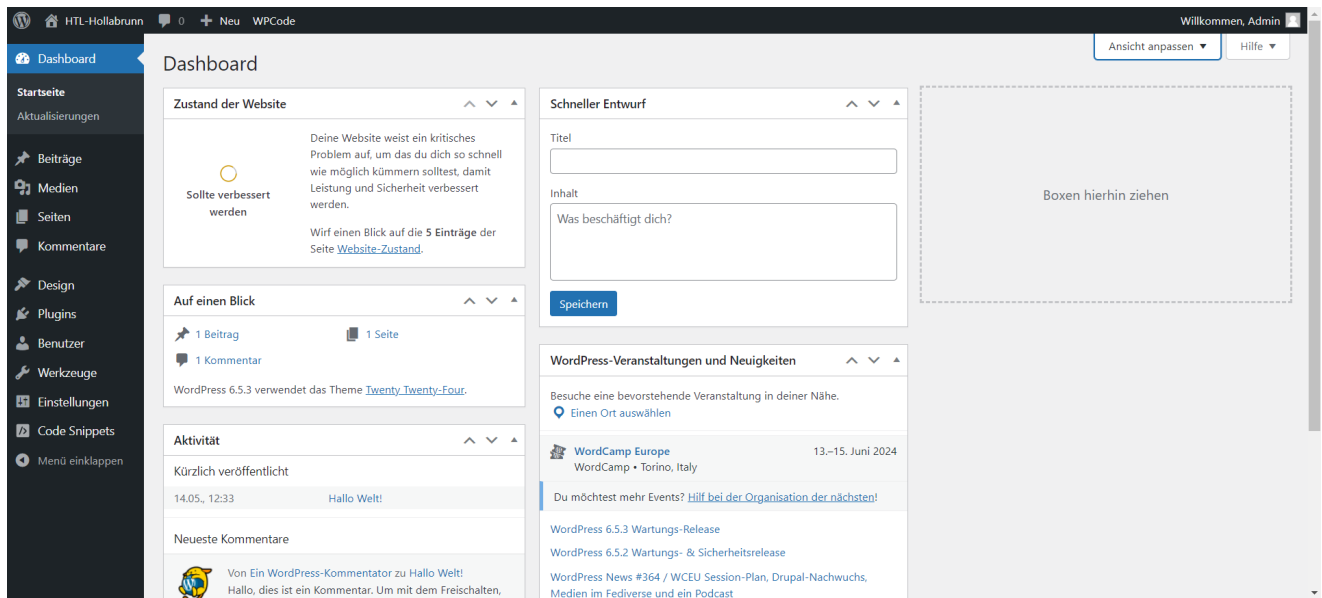 HTL-Hollabrunn 0 Neu WPCode Willkommen, Admin
Ansicht anpassen ▼ Hilfe ▼
Dashboard
Startseite
Aktualisierungen
Beiträge
Medien
Seiten
Kommentare
Design
Plugins
Benutzer
Werkzeuge
Einstellungen
Code Snippets
Menü einklappen
Dashboard
Zustand der Website
Sollte verbessert
werden
Deine Website weist ein kritisches
Problem auf, um das du dich so schnell
wie möglich kümmern solltest, damit
Leistung und Sicherheit verbessert
werden.
Wirf einen Blick auf die 5 Einträge der
Seite Website-Zustand.
Auf einen Blick
1 Beitrag 1 Seite
1 Kommentar
WordPress 6.5.3 verwendet das Theme Twenty Twenty-Four.
Aktivität
Kürzlich veröffentlicht
14.05., 12:33 Hallo Welt!
Neueste Kommentare
Von Ein WordPress-Kommentator zu Hallo Welt!
Hallo, dies ist ein Kommentar. Um mit dem Freischalten,
Schneller Entwurf
Titel
Inhalt
Was beschäftigt dich?
Speichern
WordPress-Veranstaltungen und Neuigkeiten
Besuche eine bevorstehende Veranstaltung in deiner Nähe.
Einen Ort auswählen
WordCamp Europe 13.–15. Juni 2024
WordCamp • Torino, Italy
Du möchtest mehr Events? Hilf bei der Organisation der nächsten!
WordPress 6.5.3 Wartungs-Release
WordPress 6.5.2 Wartungs- & Sicherheitsrelease
WordPress News #364 / WCEU Session-Plan, Drupal-Nachwuchs,
Medien im Fediverse und ein Podcast
Boxen hierhin ziehen